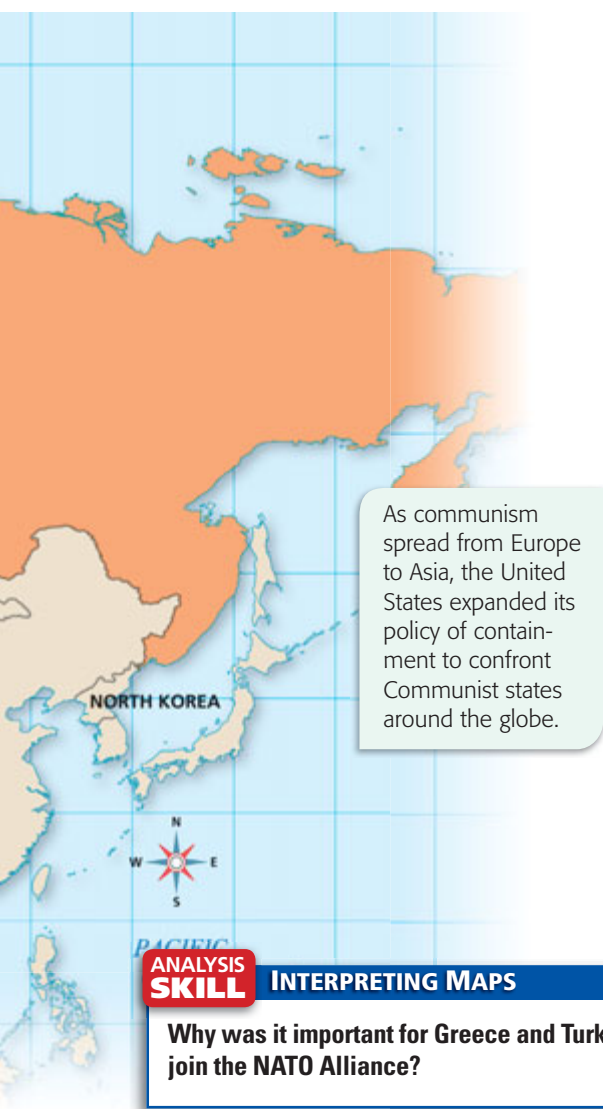 As communism
spread from Europe
to Asia, the United
States expanded its
policy of contain-
ment to confront
Communist states
around the globe.
NORTH KOREA
N
W E
S
PACIFIC
ANALYSIS
SKILL INTERPRETING MAPS
Why was it important for Greece and Turk
join the NATO Alliance?